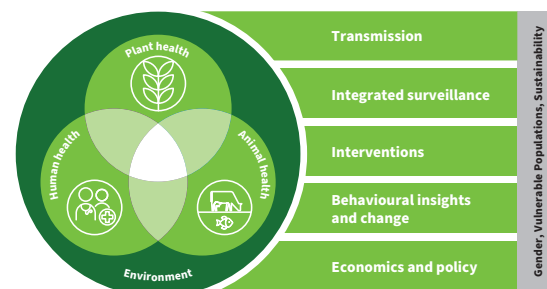 Plant health
Human health
Animal health
Environment
Transmission
Integrated surveillance
Interventions
Behavioural insights
and change
Economics and policy
Gender, Vulnerable Populations, Sustainability